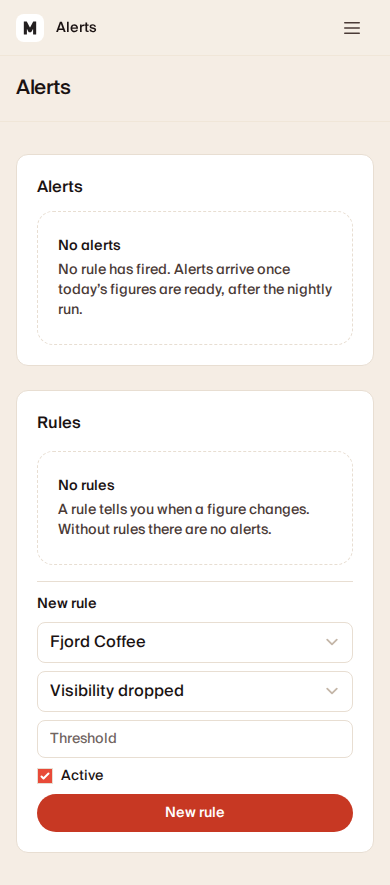 M Alerts
Alerts
Alerts
No alerts
No rule has fired. Alerts arrive once
today's figures are ready, after the nightly
run.
Rules
No rules
A rule tells you when a figure changes.
Without rules there are no alerts.
New rule
Fjord Coffee
Visibility dropped
Threshold
Active
New rule